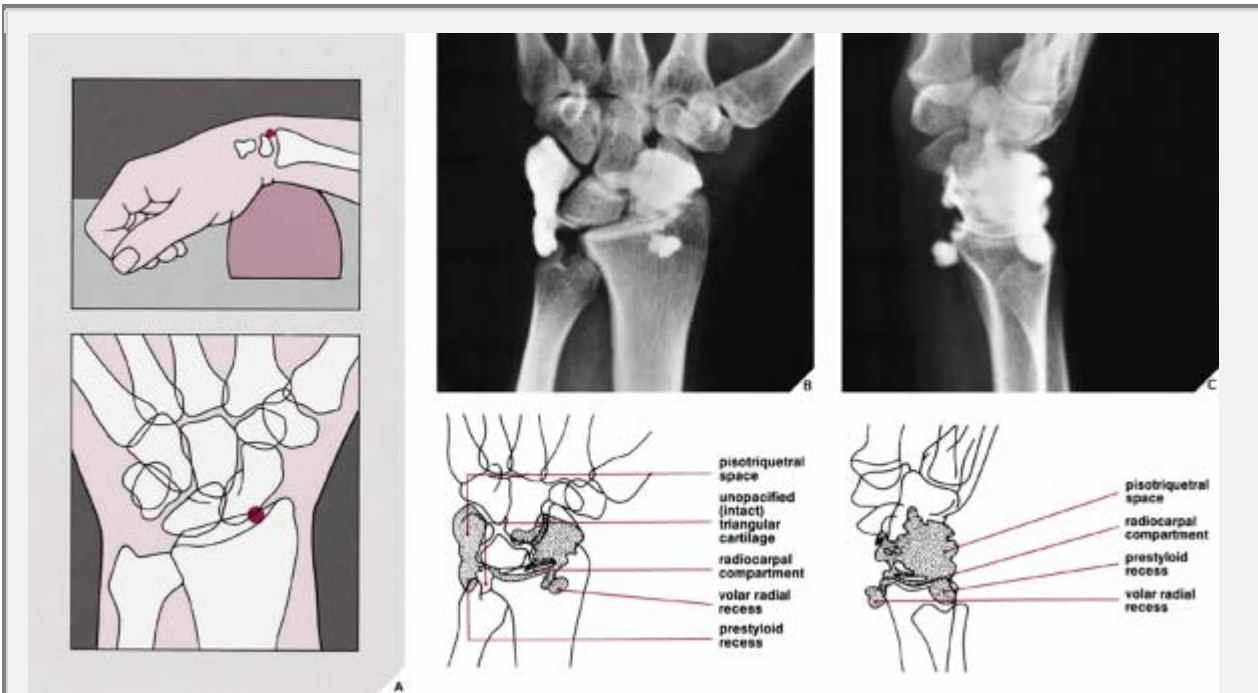 A
B
C
pisotriquetral
space
unopacified
(intact)
triangular
cartilage
radiocarpal
compartment
volar radial
recess
prestyloid
recess
pisotriquetral
space
radiocarpal
compartment
prestyloid
recess
volar radial
recess